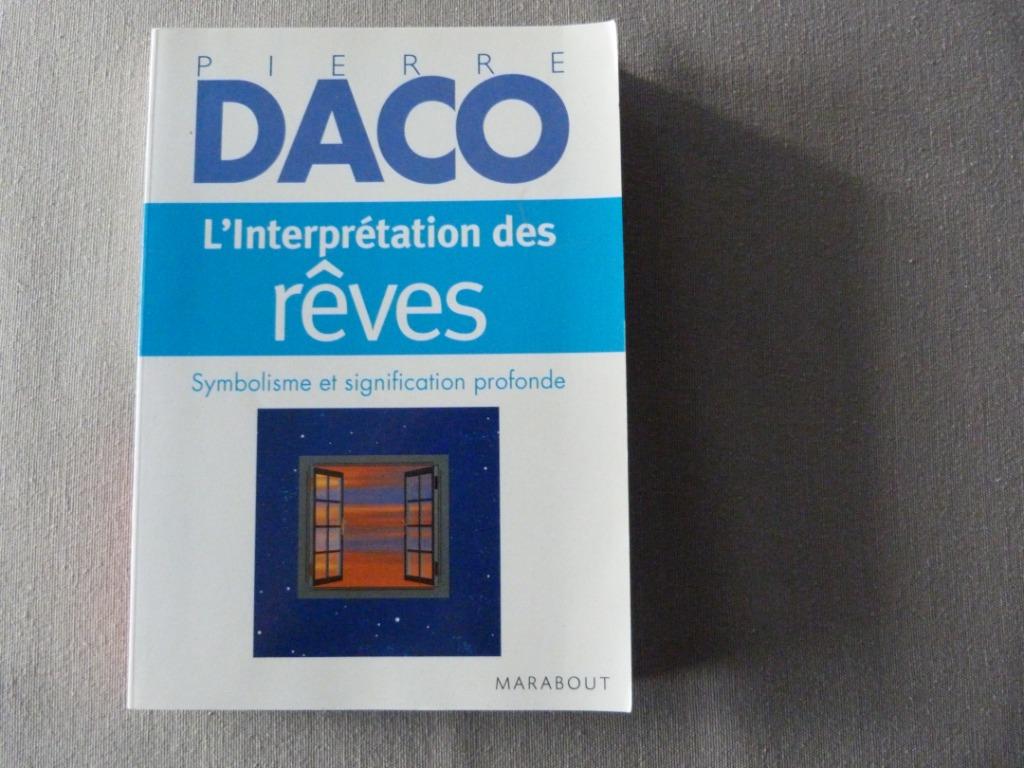 PIERRE
DACO
L'Interprétation des
rêves
Symbolisme et signification profonde
MARABOUT